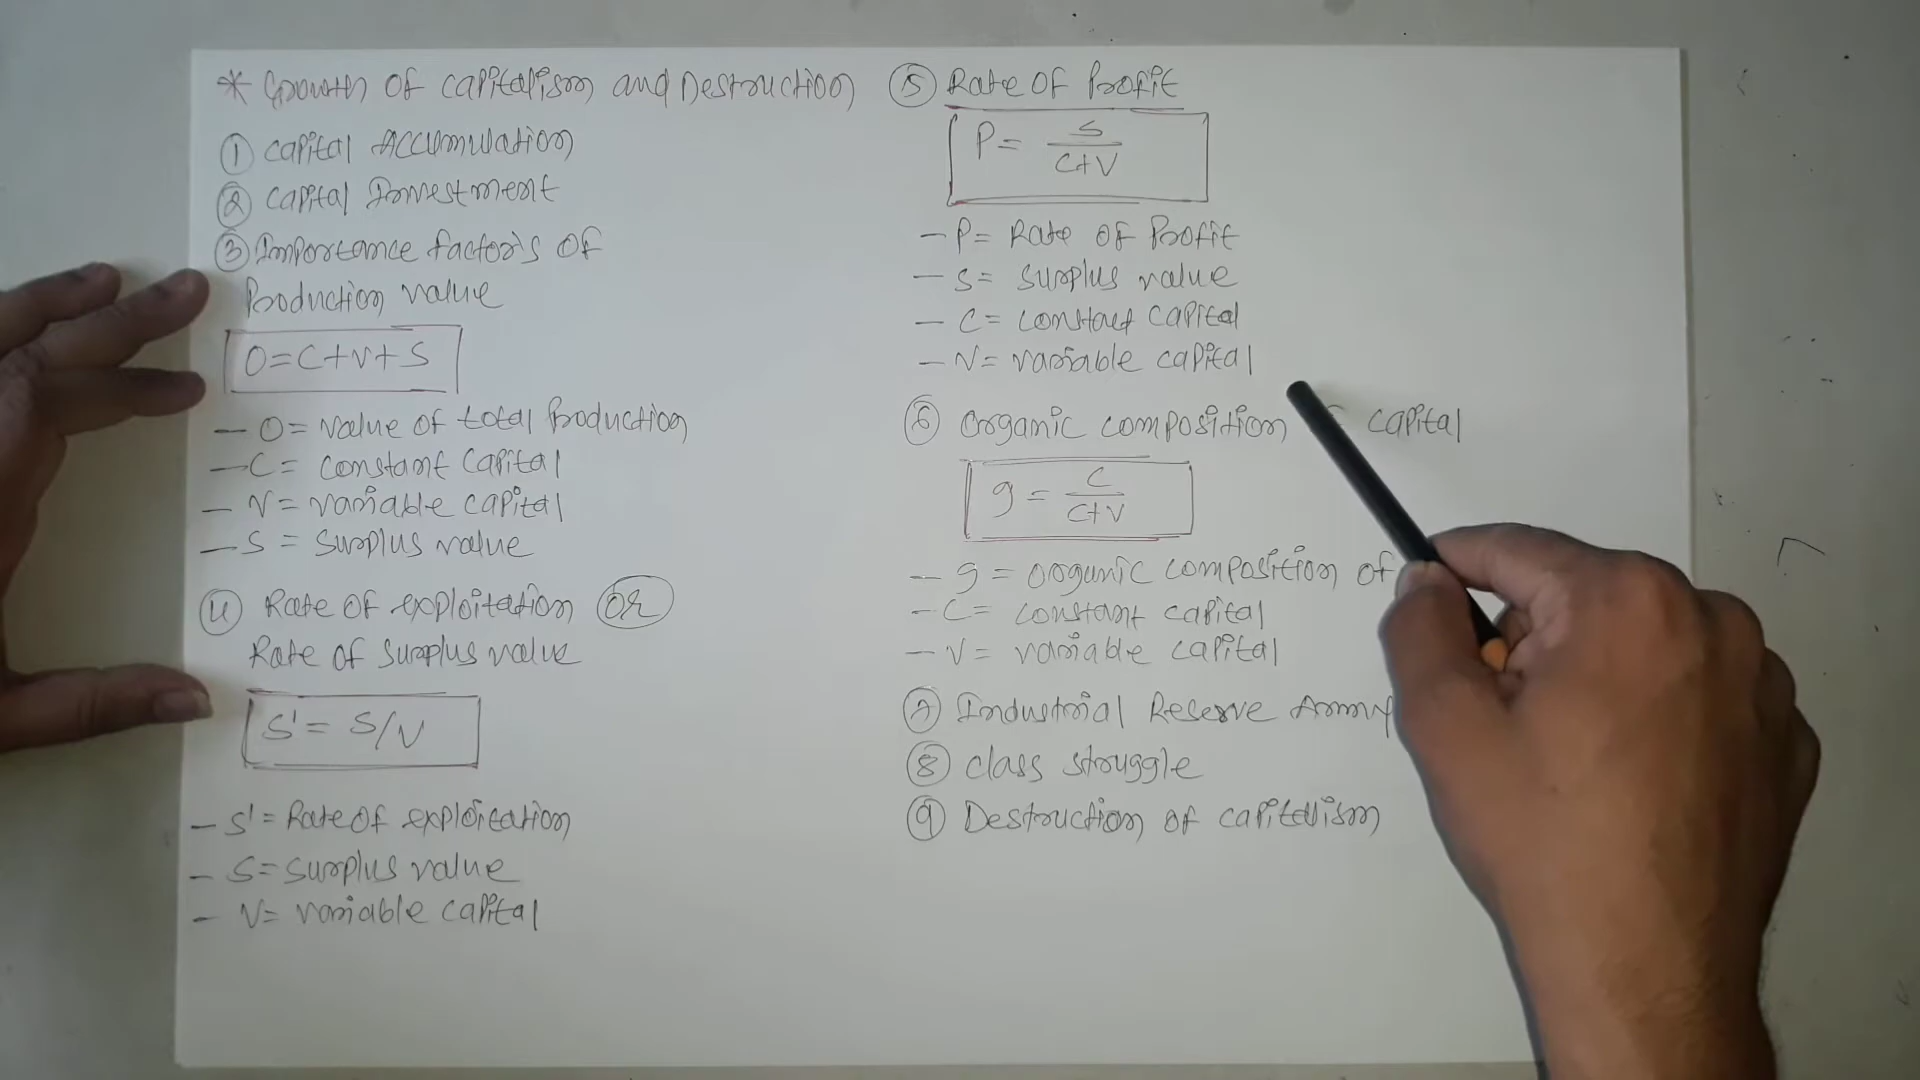 * Growth of capitalism and Destruction
① capital Accumulation
② capital Investment
③ Importance factor's of
Production value
O=C+V+S
- O= value of total Production
- C= constant capital
- V= variable capital
- S= surplus value
④ Rate of exploitation OR
Rate of surplus value
S'= S/V
- S'= Rate of exploitation
- S= surplus value
- V= variable capital
⑤ Rate of Profit
P= S/C+V
- P= Rate of Profit
- S= surplus value
- C= constant capital
- V= variable capital
⑥ organic composition capital
g = C/C+V
- g = organic composition of
- C= constant capital
- V= variable capital
⑦ Industrial Reserve Army
⑧ class struggle
⑨ Destruction of capitalism